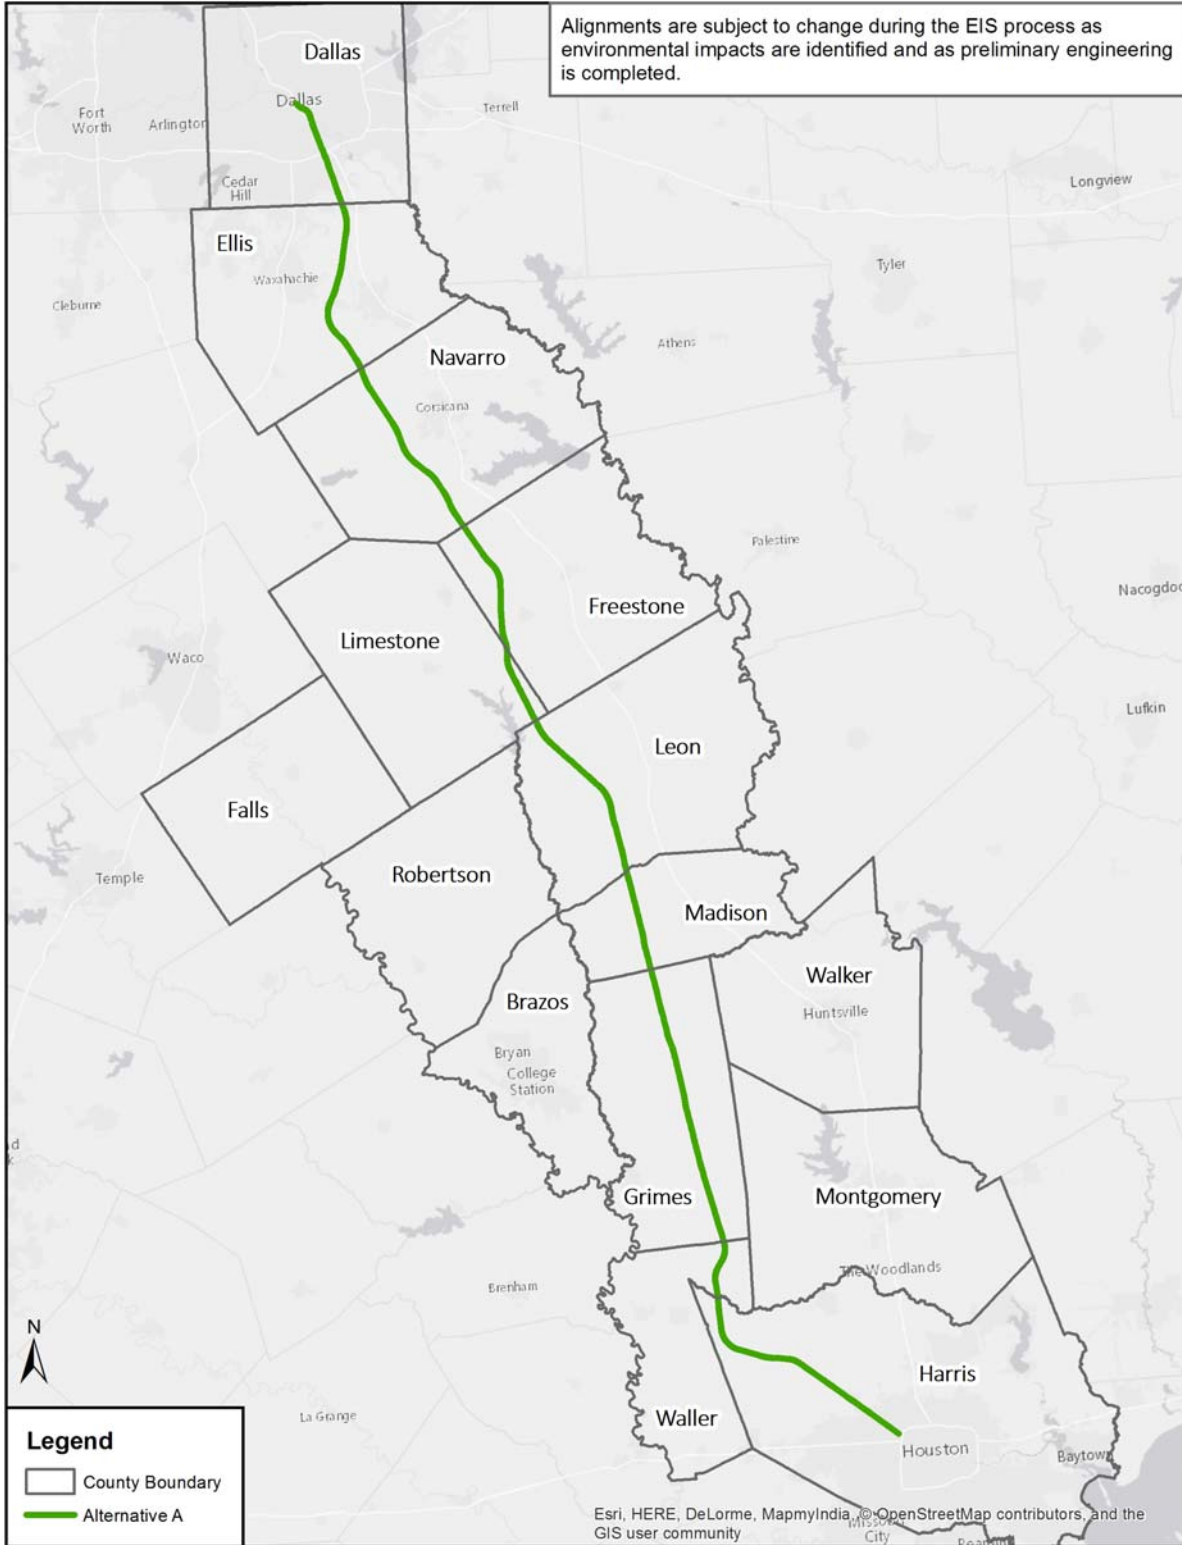 Alignments are subject to change during the EIS process as
environmental impacts are identified and as preliminary engineering
is completed.
Dallas
Dallas
Terrell
Fort
Worth
Arlington
Cedar
Hill
Longview
Ellis
Waxahachie
Tyler
Cleburne
Navarro
Athens
Corsicana
Palestine
Nacogdoc
Freestone
Limestone
Waco
Lufkin
Leon
Falls
Temple
Robertson
Madison
Walker
Huntsville
Brazos
Bryan
College
Station
d
k
Grimes
Montgomery
The Woodlands
Brenham
N
Harris
La Grange
Waller
Houston
Baytown
Legend
County Boundary
Alternative A
Esri, HERE, DeLorme, MapmyIndia, © OpenStreetMap contributors, and the
GIS user community
City